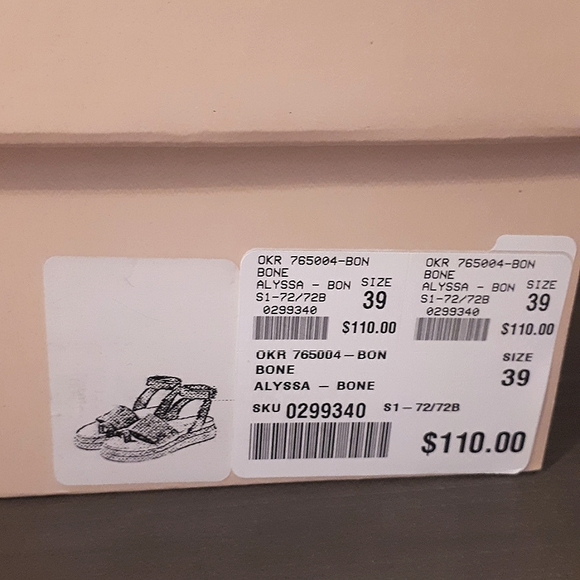 OKR 765004-BON
BONE
ALYSSA - BON SIZE
S1-72/72B 39
0299340
$110.00
OKR 765004-BON
BONE
ALYSSA - BON SIZE
S1-72/72B 39
0299340
$110.00
OKR 765004-BON SIZE
BONE 39
ALYSSA - BONE
SKU 0299340 S1-72/72B
$110.00